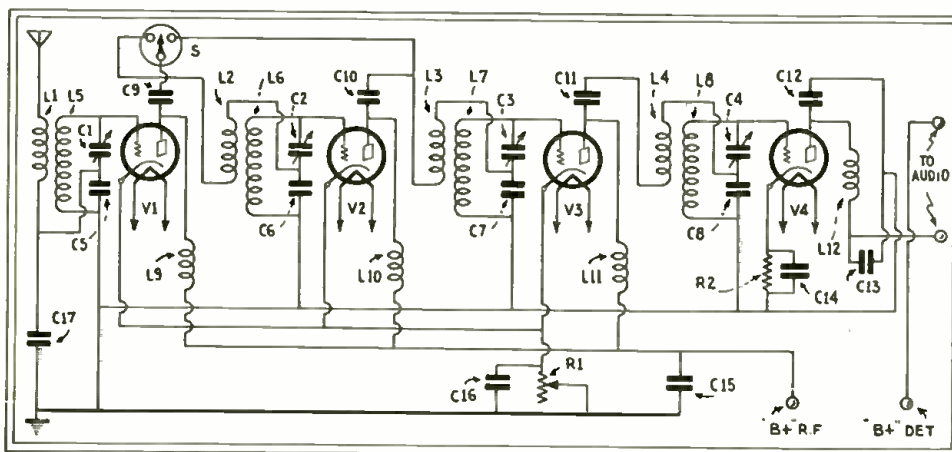 S
L1
L5
C1
C9
L2
L6
C2
C10
L3
L7
C3
C11
L4
L8
C4
C12
V1
V2
V3
V4
C5
C6
C7
C8
L9
L10
L11
L12
R2
C14
C13
TO
AUDIO
C17
C16
R1
C15
"B+" R.F
"B+" DET